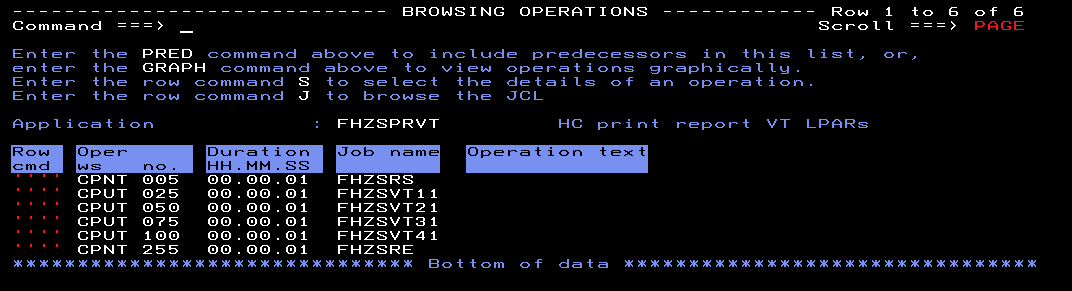 ------------------------------- BROWSING OPERATIONS ------------ Row 1 to 6 of 6
Command ===> _ Scroll ===> PAGE
Enter the PRED command above to include predecessors in this list, or,
enter the GRAPH command above to view operations graphically.
Enter the row command S to select the details of an operation.
Enter the row command J to browse the JCL
Application : FHZSPRVT HC print report VT LPARs
Row Oper Duration Job name Operation text
cmd ws no. HH.MM.SS
'''' CPNT 005 00.00.01 FHZSRS
'''' CPUT 025 00.00.01 FHZSVT11
'''' CPUT 050 00.00.01 FHZSVT21
'''' CPUT 075 00.00.01 FHZSVT31
'''' CPUT 100 00.00.01 FHZSVT41
'''' CPNT 255 00.00.01 FHZSRE
******************************* Bottom of data ********************************